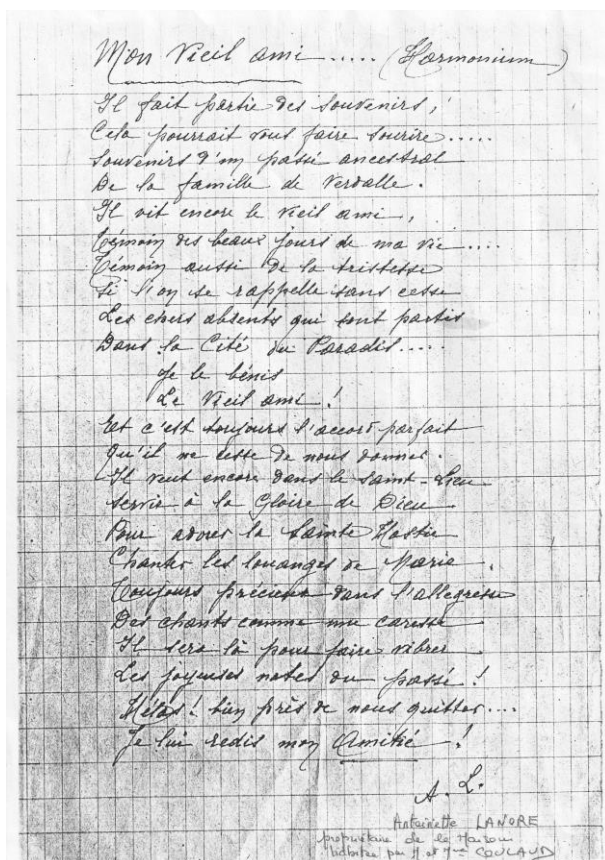 Mon Vieil ami ..... (Harmonium)
Il fait partie des souvenirs,
Cela pourrait vous faire sourire .....
Souvenirs d'un passé ancestral
De la famille de Verdalle.
Il vit encore le vieil ami,
Témoin des beaux jours de ma vie ....
Témoin aussi de la tristesse
Si l'on se rappelle sans cesse
Les chers absents qui sont partis
Dans la Cité du Paradis .....
Je le bénis
Le Vieil ami !
Et c'est toujours l'accord parfait
Qu'il ne cesse de nous donner.
Il veut encore dans le Saint-Lieu
Servir à la Gloire de Dieu
Pour adorer la Sainte Hostie
Chanter les louanges de Marie.
Toujours précieux dans l'allégresse
Des chants comme une caresse
Il sera là pour faire vibrer
Les joyeuses notes du passé !
Hélas ! bien près de nous quitter ....
Je lui redis mon Amitié !
A. L.
Antoinette LANORE
propriétaire de la Maison
habitée par M. et Mme COULAUD